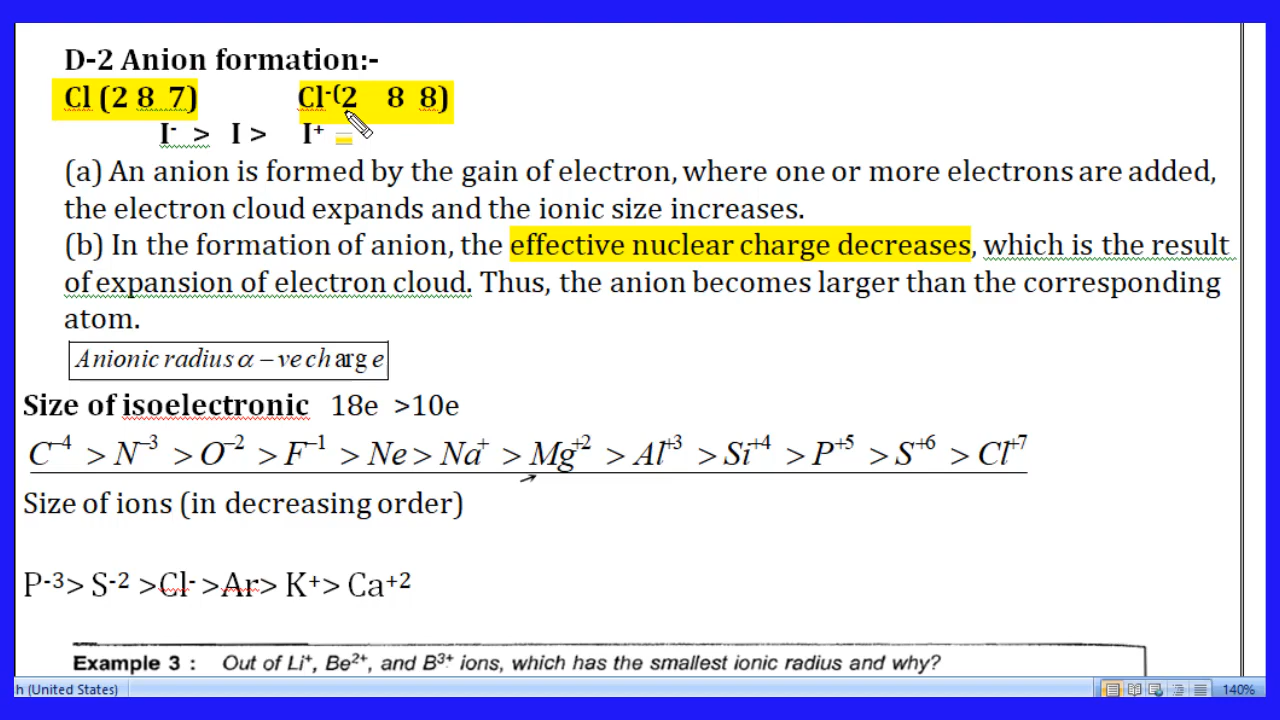 D-2 Anion formation:-
Cl (2 8 7) Cl⁻⁽2 8 8)
I⁻ > I > I⁺ =
(a) An anion is formed by the gain of electron, where one or more electrons are added,
the electron cloud expands and the ionic size increases.
(b) In the formation of anion, the effective nuclear charge decreases, which is the result
of expansion of electron cloud. Thus, the anion becomes larger than the corresponding
atom.
Anionic radius α – ve charg e
Size of isoelectronic 18e >10e
C⁻⁴ > N⁻³ > O⁻² > F⁻¹ > Ne > Na⁺ > Mg⁺² > Al⁺³ > Si⁺⁴ > P⁺⁵ > S⁺⁶ > Cl⁺⁷
Size of ions (in decreasing order)
P⁻³> S⁻² >Cl⁻ >Ar> K⁺> Ca⁺²
Example 3 : Out of Li⁺, Be²⁺, and B³⁺ ions, which has the smallest ionic radius and why?
h (United States) 140%